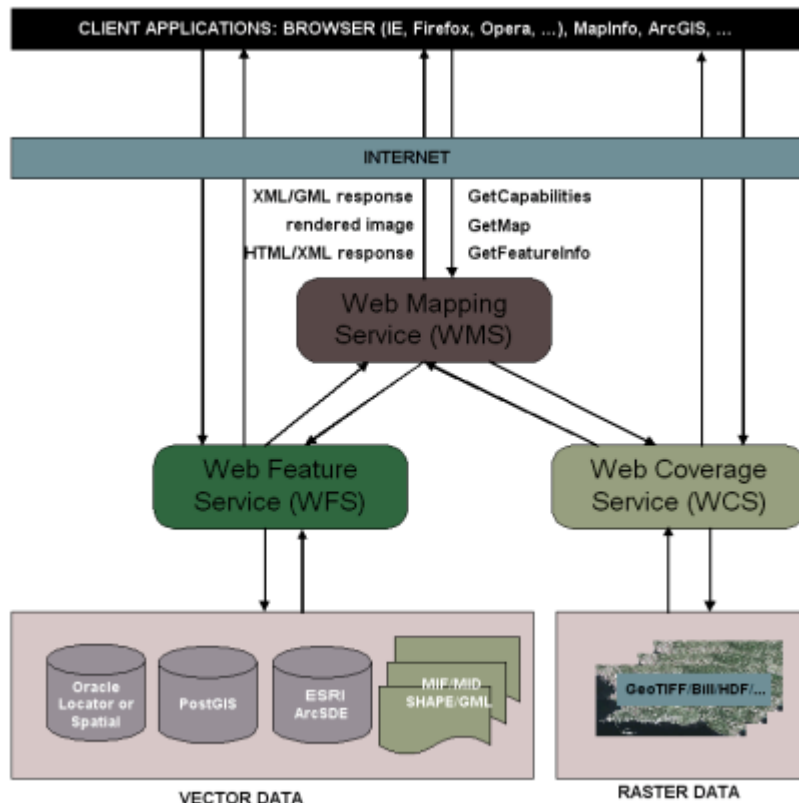 CLIENT APPLICATIONS: BROWSER (IE, Firefox, Opera, ...), MapInfo, ArcGIS, ...
INTERNET
XML/GML response
rendered image
HTML/XML response
GetCapabilities
GetMap
GetFeatureInfo
Web Mapping
Service (WMS)
Web Feature
Service (WFS)
Web Coverage
Service (WCS)
Oracle
Locator or
Spatial
PostGIS
ESRI
ArcSDE
MIF/MID
SHAPE/GML
GeoTIFF/Bill/HDF/...
VECTOR DATA
RASTER DATA